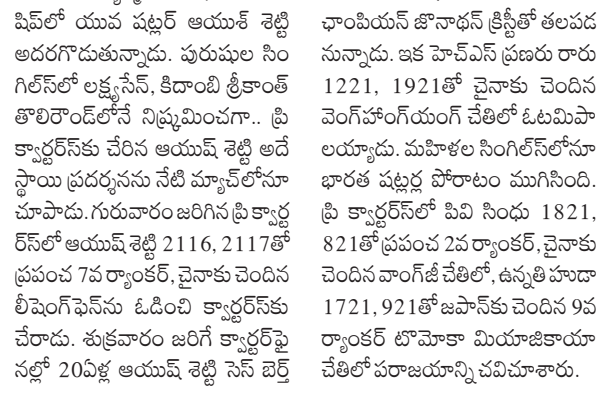 షిప్‌లో యువ షట్లర్ ఆయుశ్ శెట్టి
అదరగొడుతున్నాడు. పురుషుల సిం
గిల్స్‌లో లక్ష్యసేన్, కిదాంబి శ్రీకాంత్
తొలిరౌండ్‌లోనే నిష్క్రమించగా.. ప్రి
క్వార్టర్స్‌కు చేరిన ఆయుష్ శెట్టి అదే
స్థాయి ప్రదర్శనను నేటి మ్యాచ్‌లోనూ
చూపాడు. గురువారం జరిగిన ప్రి క్వార్ట
ర్స్‌లో ఆయుష్ శెట్టి 2116, 2117తో
ప్రపంచ 7వ ర్యాంకర్, చైనాకు చెందిన
లీషెంగ్‌ఫెన్‌ను ఓడించి క్వార్టర్స్‌కు
చేరాడు. శుక్రవారం జరిగే క్వార్టర్‌ఫై
నల్లో 20ఏళ్ల ఆయుష్ శెట్టి సెస్ బెర్త్
ఛాంపియన్ జొనాథన్ క్రిస్టీతో తలపడ
నున్నాడు. ఇక హెచ్ఎస్ ప్రణరు రారు
1221, 1921తో చైనాకు చెందిన
వెంగ్‌హాంగ్‌యంగ్ చేతిలో ఓటమిపా
లయ్యాడు. మహిళల సింగిల్స్‌లోనూ
భారత షట్లర్ల పోరాటం ముగిసింది.
ప్రి క్వార్టర్స్‌లో పివి సింధు 1821,
821తో ప్రపంచ 2వ ర్యాంకర్, చైనాకు
చెందిన వాంగ్‌జీ చేతిలో, ఉన్నతి హుడా
1721, 921తో జపాన్‌కు చెందిన 9వ
ర్యాంకర్ టొమోకా మియాజికాయా
చేతిలో పరాజయాన్ని చవిచూశారు.